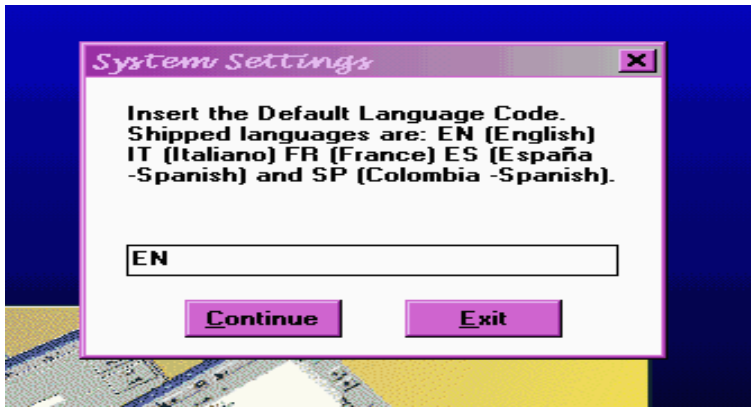 System Settings
Insert the Default Language Code.
Shipped languages are: EN (English)
IT (Italiano) FR (France) ES (España
-Spanish) and SP (Colombia -Spanish).
EN
Continue Exit